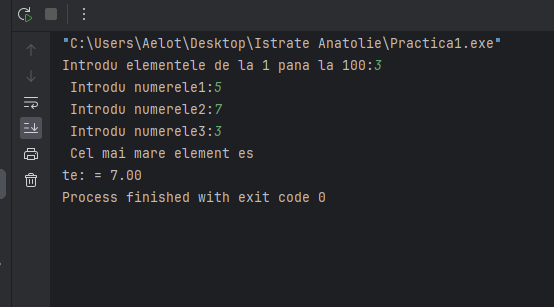 "C:\Users\Aelot\Desktop\Istrate Anatolie\Practica1.exe"
Introdu elementele de la 1 pana la 100:3
Introdu numerele1:5
Introdu numerele2:7
Introdu numerele3:3
Cel mai mare element es
te: = 7.00
Process finished with exit code 0